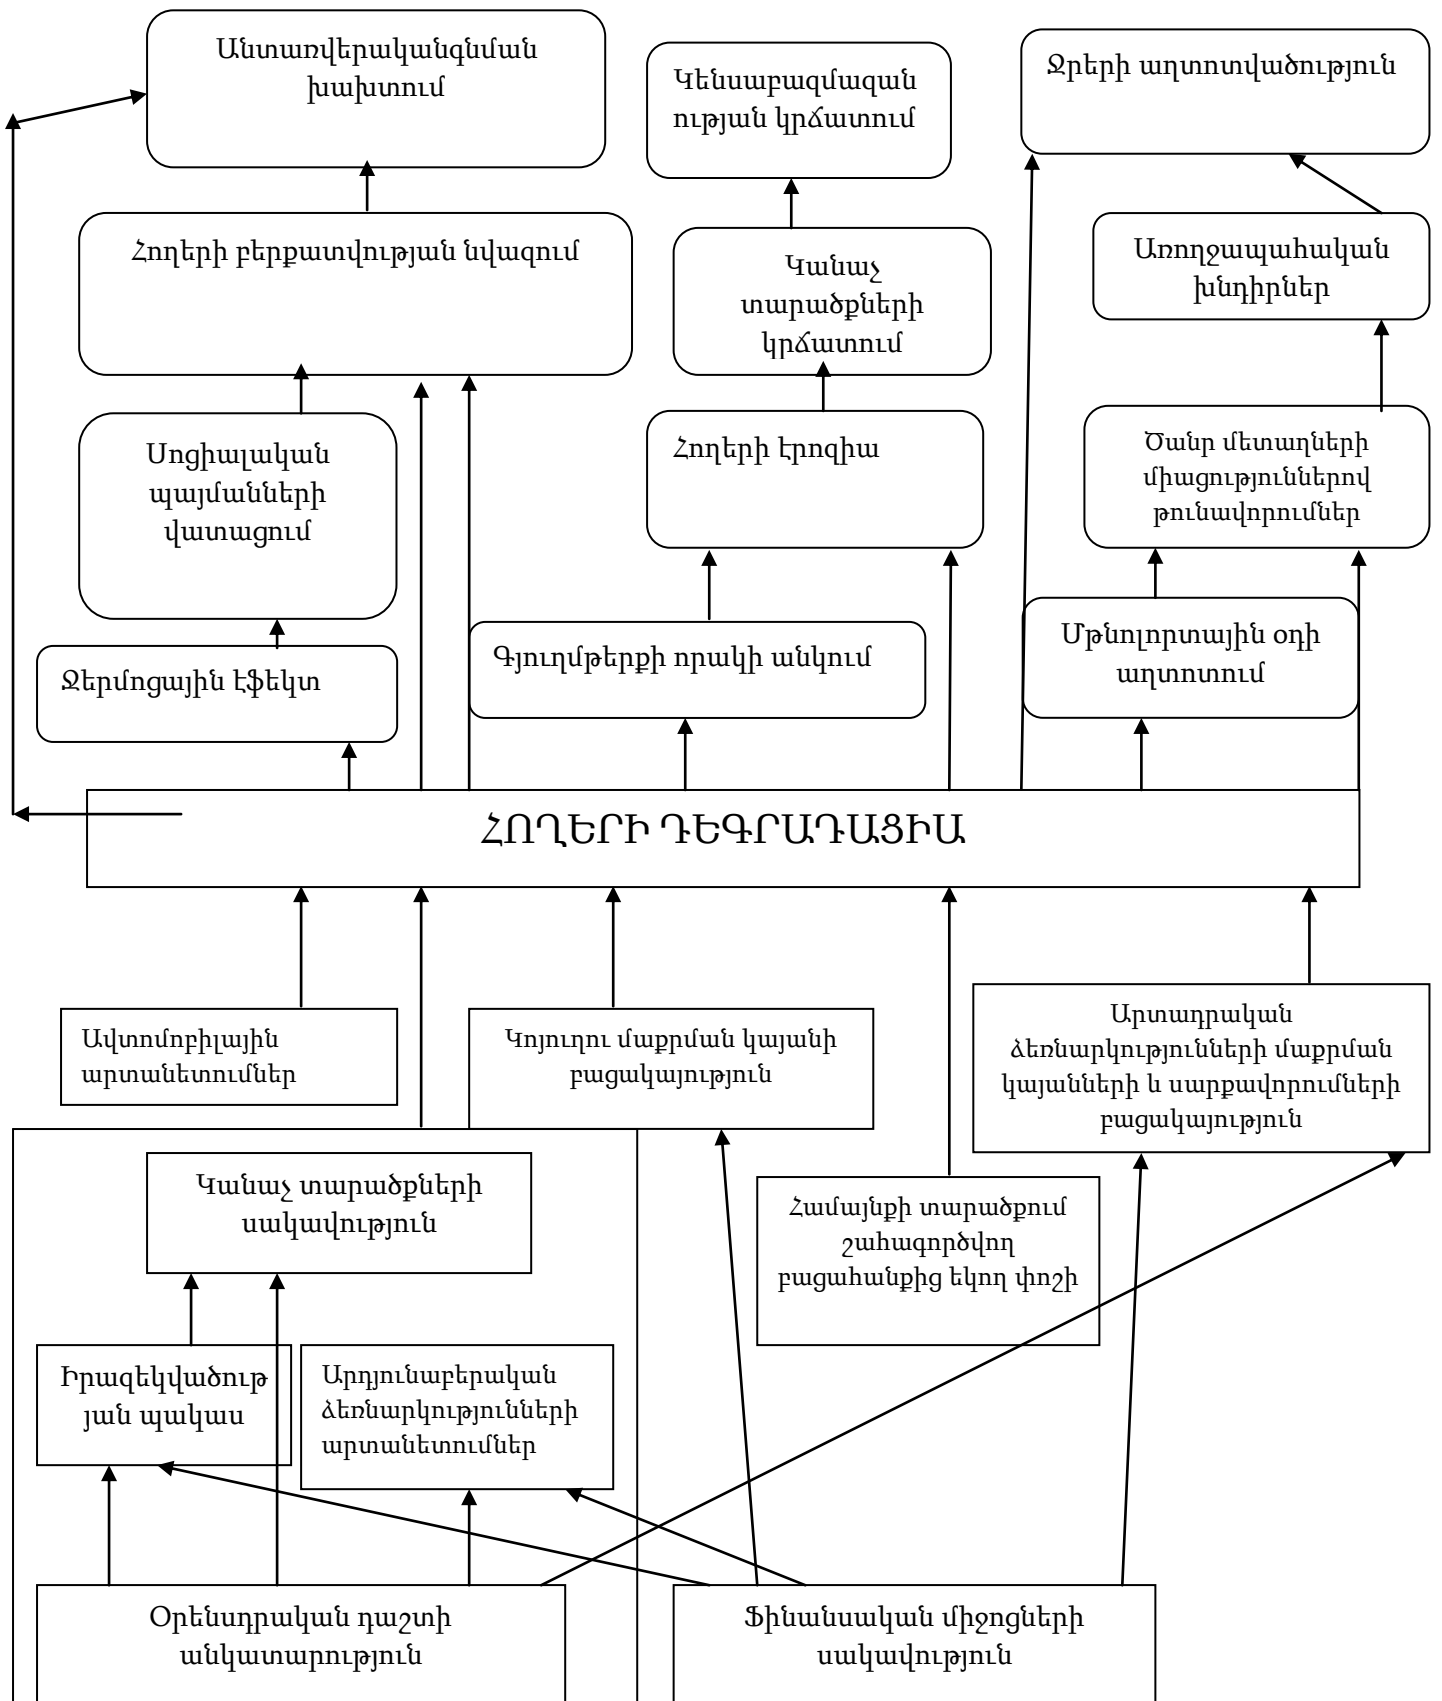 Անտառվերականգնման
խախտում
Կենսաբազմազան
ության կրճատում
Ջրերի աղտոտվածություն
Հողերի բերքատվության նվազում
Կանաչ
տարածքների
կրճատում
Առողջապահական
խնդիրներ
Սոցիալական
պայմանների
վատացում
Հողերի էրոզիա
Ծանր մետաղների
միացություններով
թունավորումներ
Ջերմոցային էֆեկտ
Գյուղմթերքի որակի անկում
Մթնոլորտային օդի
աղտոտում
ՀՈՂԵՐԻ ԴԵԳՐԱԴԱՑԻԱ
Ավտոմոբիլային
արտանետումներ
Կոյուղու մաքրման կայանի
բացակայություն
Արտադրական
ձեռնարկությունների մաքրման
կայանների և սարքավորումների
բացակայություն
Կանաչ տարածքների
սակավություն
Համայնքի տարածքում
շահագործվող
բացահանքից եկող փոշի
Իրազեկվածութ
յան պակաս
Արդյունաբերական
ձեռնարկությունների
արտանետումներ
Օրենսդրական դաշտի
անկատարություն
Ֆինանսական միջոցների
սակավություն